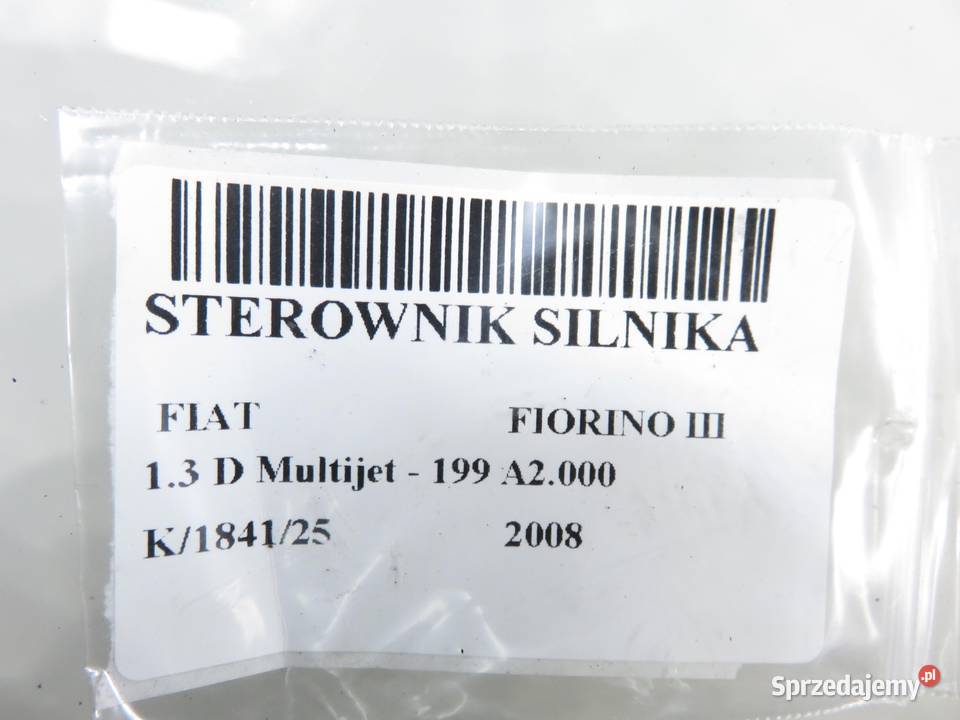 STEROWNIK SILNIKA
FIAT FIORINO III
1.3 D Multijet - 199 A2.000
K/1841/25 2008
Sprzedajemy.pl